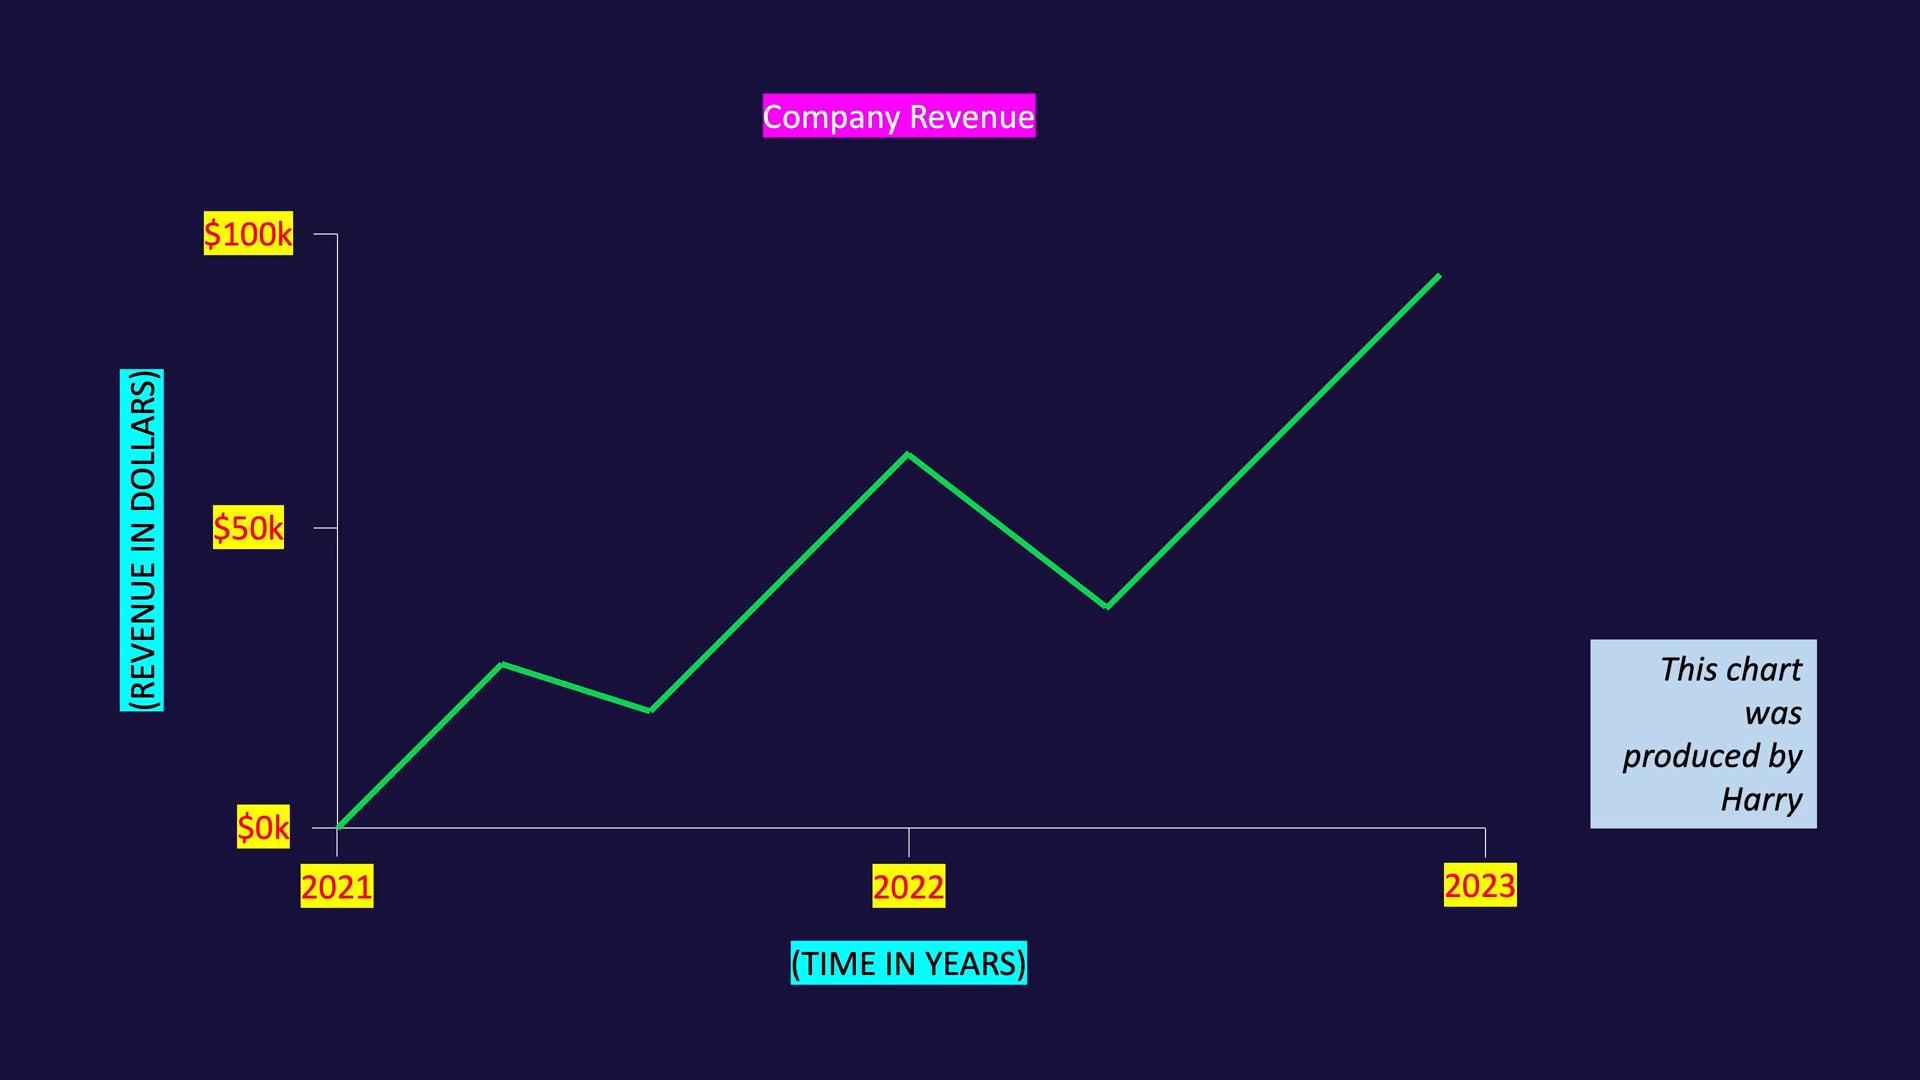 Company Revenue
$100k
$50k
$0k
(REVENUE IN DOLLARS)
2021
2022
2023
(TIME IN YEARS)
This chart
was
produced by
Harry